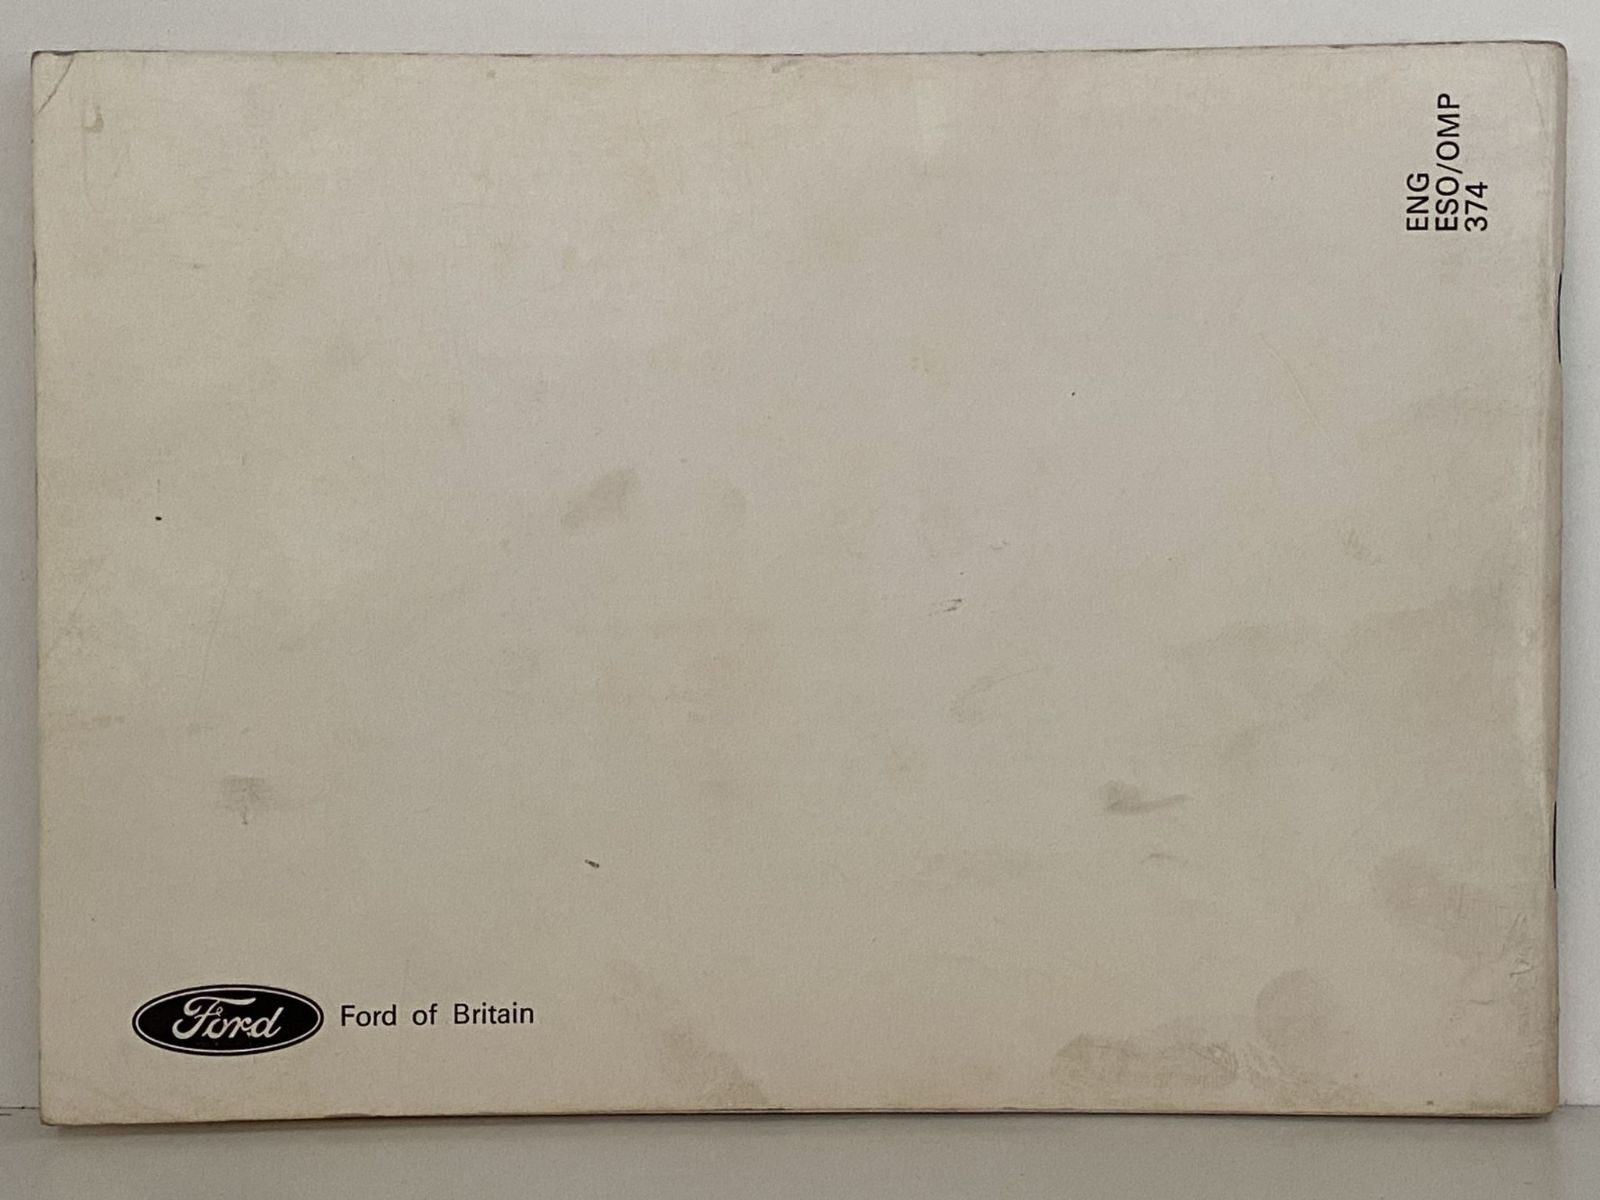 ENG
ESO/OMP
374
Ford Ford of Britain